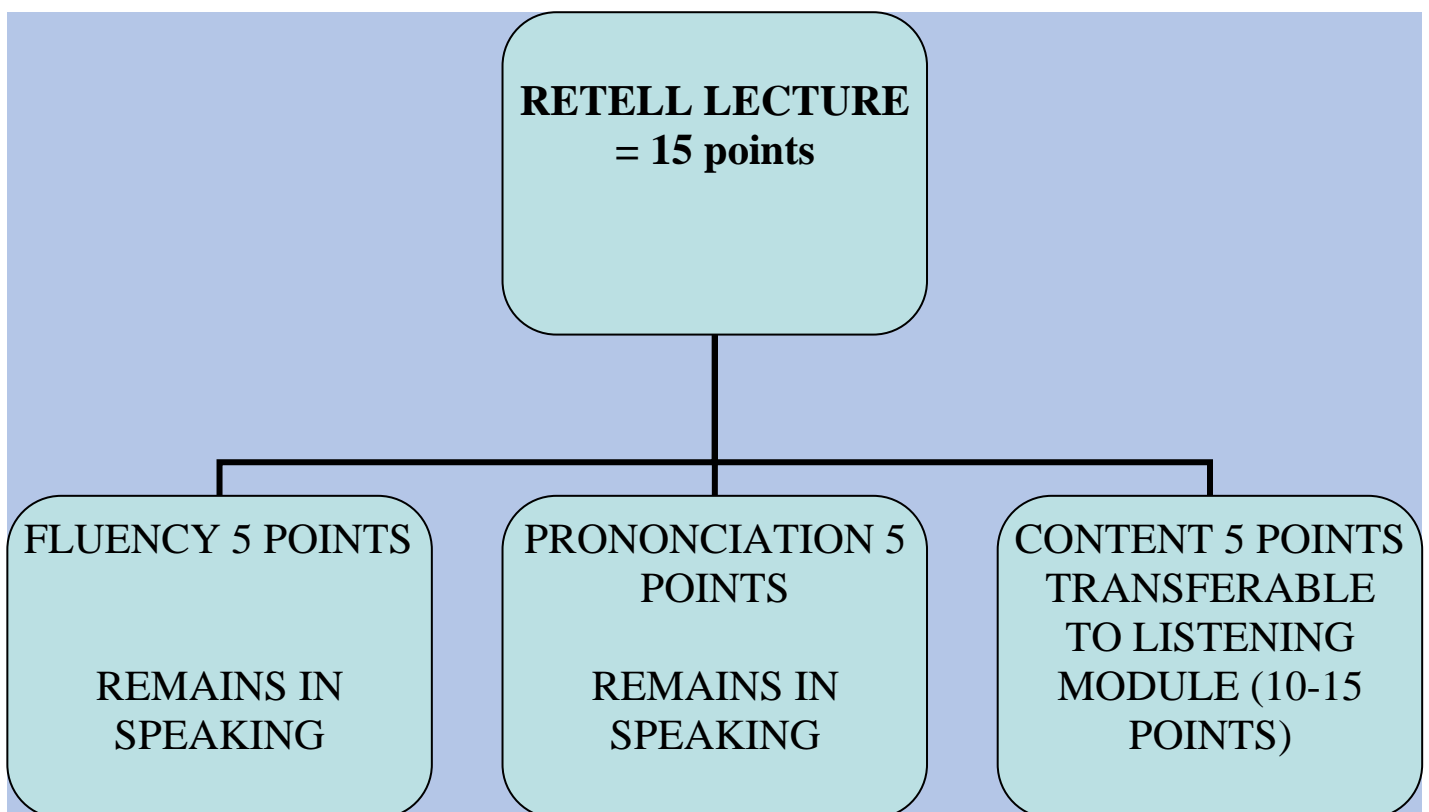 RETELL LECTURE
= 15 points
FLUENCY 5 POINTS
REMAINS IN
SPEAKING
PRONONCIATION 5
POINTS
REMAINS IN
SPEAKING
CONTENT 5 POINTS
TRANSFERABLE
TO LISTENING
MODULE (10-15
POINTS)